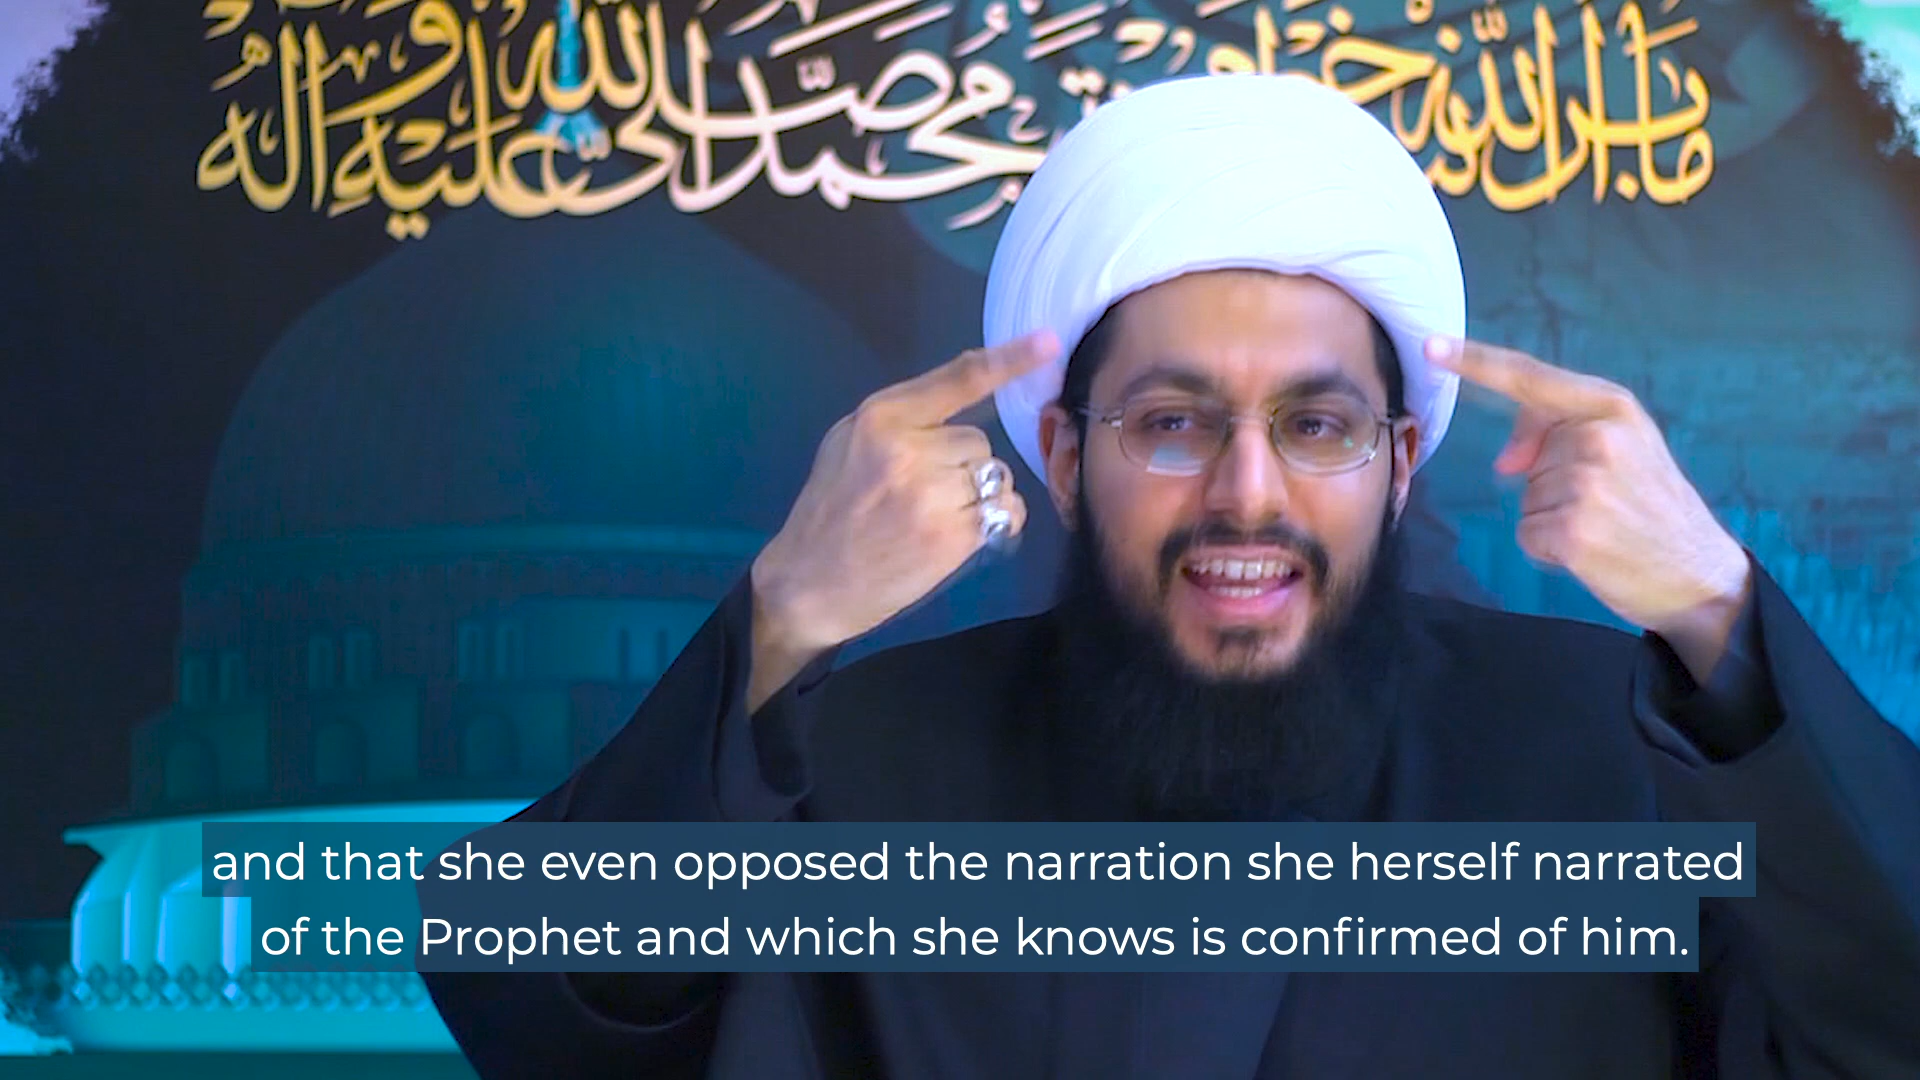 محمد صلى الله عليه وآله
and that she even opposed the narration she herself narrated
of the Prophet and which she knows is confirmed of him.